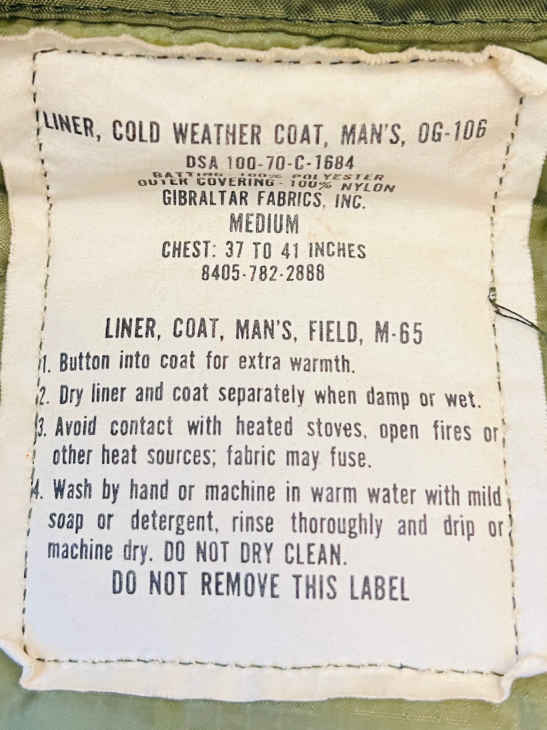 LINER, COLD WEATHER COAT, MAN'S, OG-106
DSA 100-70-C-1684
BATTING - 100% POLYESTER
OUTER COVERING - 100% NYLON
GIBRALTAR FABRICS, INC.
MEDIUM
CHEST: 37 TO 41 INCHES
8405-782-2888
LINER, COAT, MAN'S, FIELD, M-65
1. Button into coat for extra warmth.
2. Dry liner and coat separately when damp or wet.
3. Avoid contact with heated stoves, open fires or
other heat sources; fabric may fuse.
4. Wash by hand or machine in warm water with mild
soap or detergent, rinse thoroughly and drip or
machine dry. DO NOT DRY CLEAN.
DO NOT REMOVE THIS LABEL